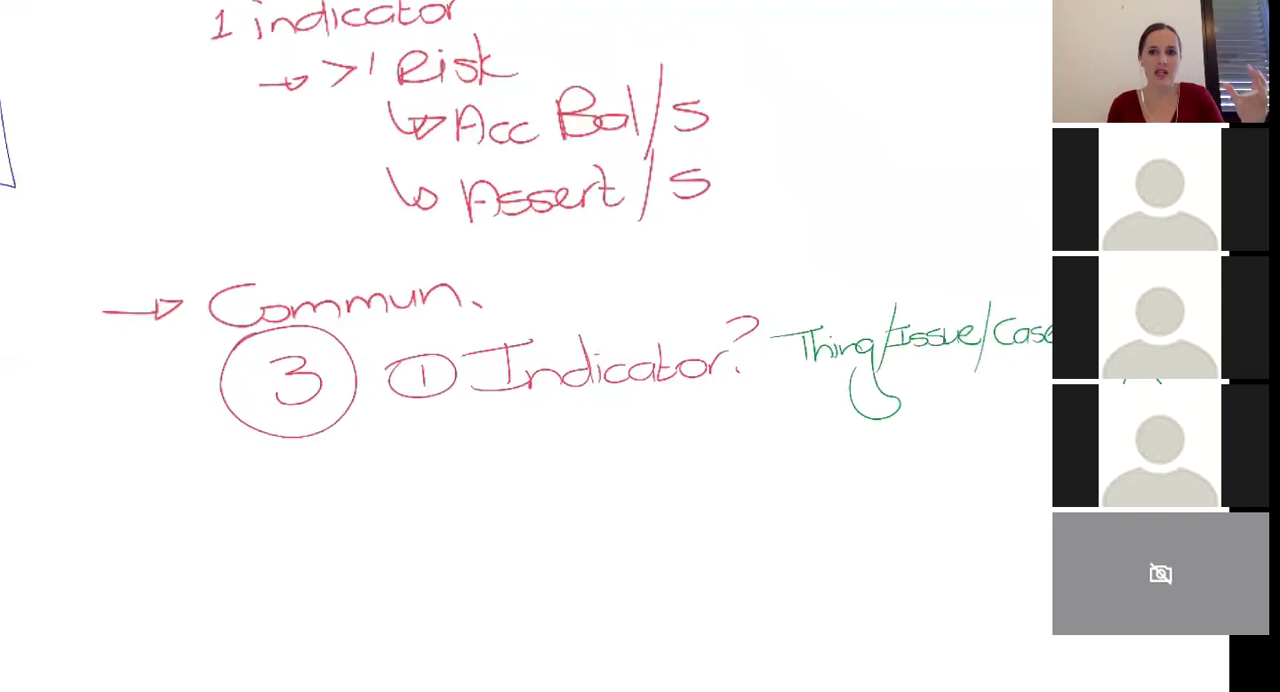 1 indicator
→ >1 Risk
↳ Acc Bal/s
↳ Assert/s
→ Commun.
3 ① Indicator? Thing/Issue/Case